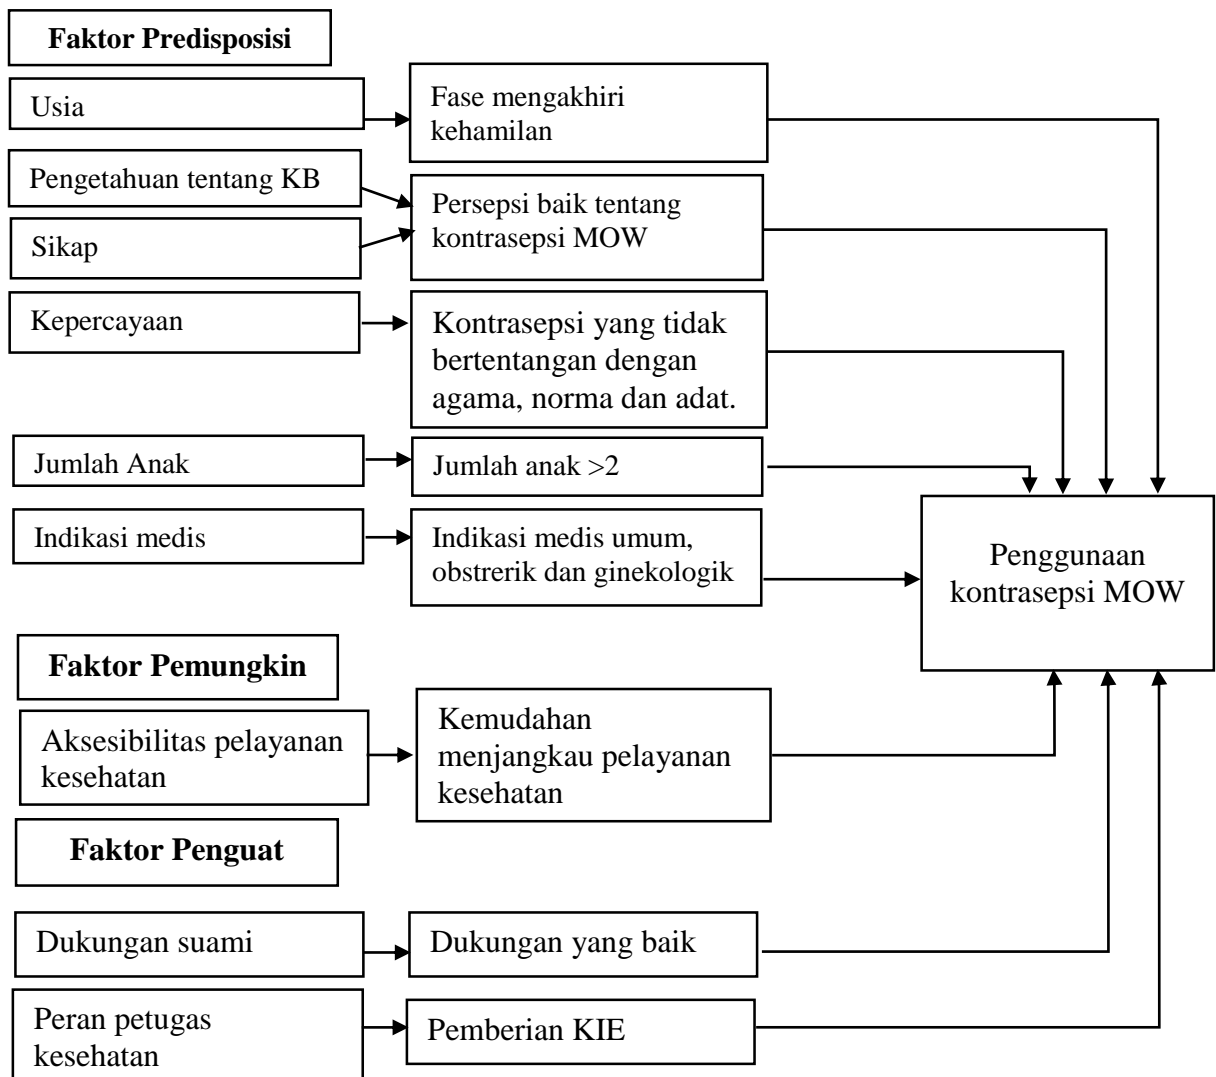 Faktor Predisposisi
Usia
Fase mengakhiri
kehamilan
Pengetahuan tentang KB
Persepsi baik tentang
kontrasepsi MOW
Sikap
Kepercayaan
Kontrasepsi yang tidak
bertentangan dengan
agama, norma dan adat.
Jumlah Anak
Jumlah anak >2
Indikasi medis
Indikasi medis umum,
obstrerik dan ginekologik
Penggunaan
kontrasepsi MOW
Faktor Pemungkin
Aksesibilitas pelayanan
kesehatan
Kemudahan
menjangkau pelayanan
kesehatan
Faktor Penguat
Dukungan suami
Dukungan yang baik
Peran petugas
kesehatan
Pemberian KIE